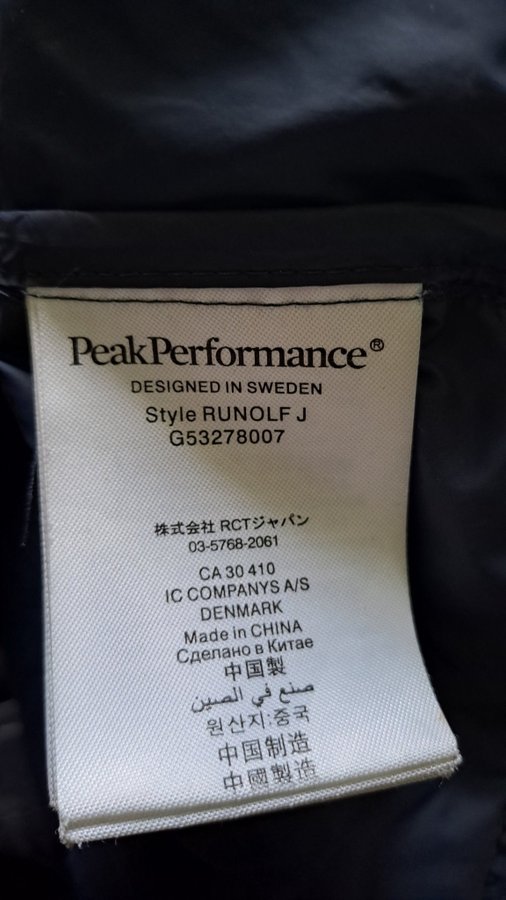 PeakPerformance®
DESIGNED IN SWEDEN
Style RUNOLF J
G53278007
株式会社 RCTジャパン
03-5768-2061
CA 30 410
IC COMPANYS A/S
DENMARK
Made in CHINA
Сделано в Китае
中国製
صنع في الصين
원산지:중국
中国制造
中國製造